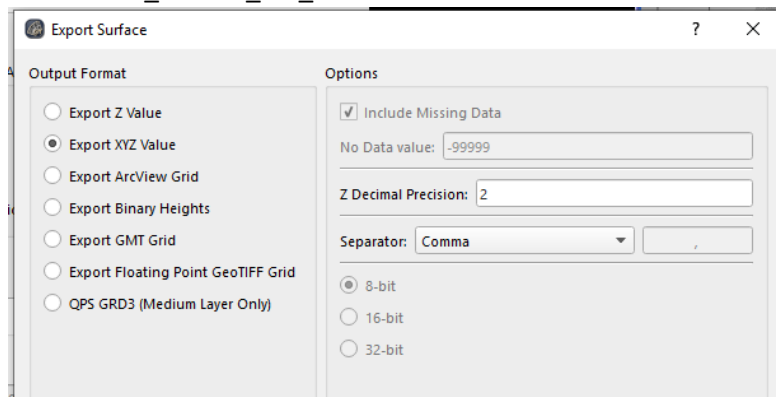 Export Surface
Output Format
Options
Export Z Value
Include Missing Data
Export XYZ Value
No Data value: -99999
Export ArcView Grid
Z Decimal Precision: 2
Export Binary Heights
Export GMT Grid
Separator: Comma ,
Export Floating Point GeoTIFF Grid
8-bit
QPS GRD3 (Medium Layer Only)
16-bit
32-bit